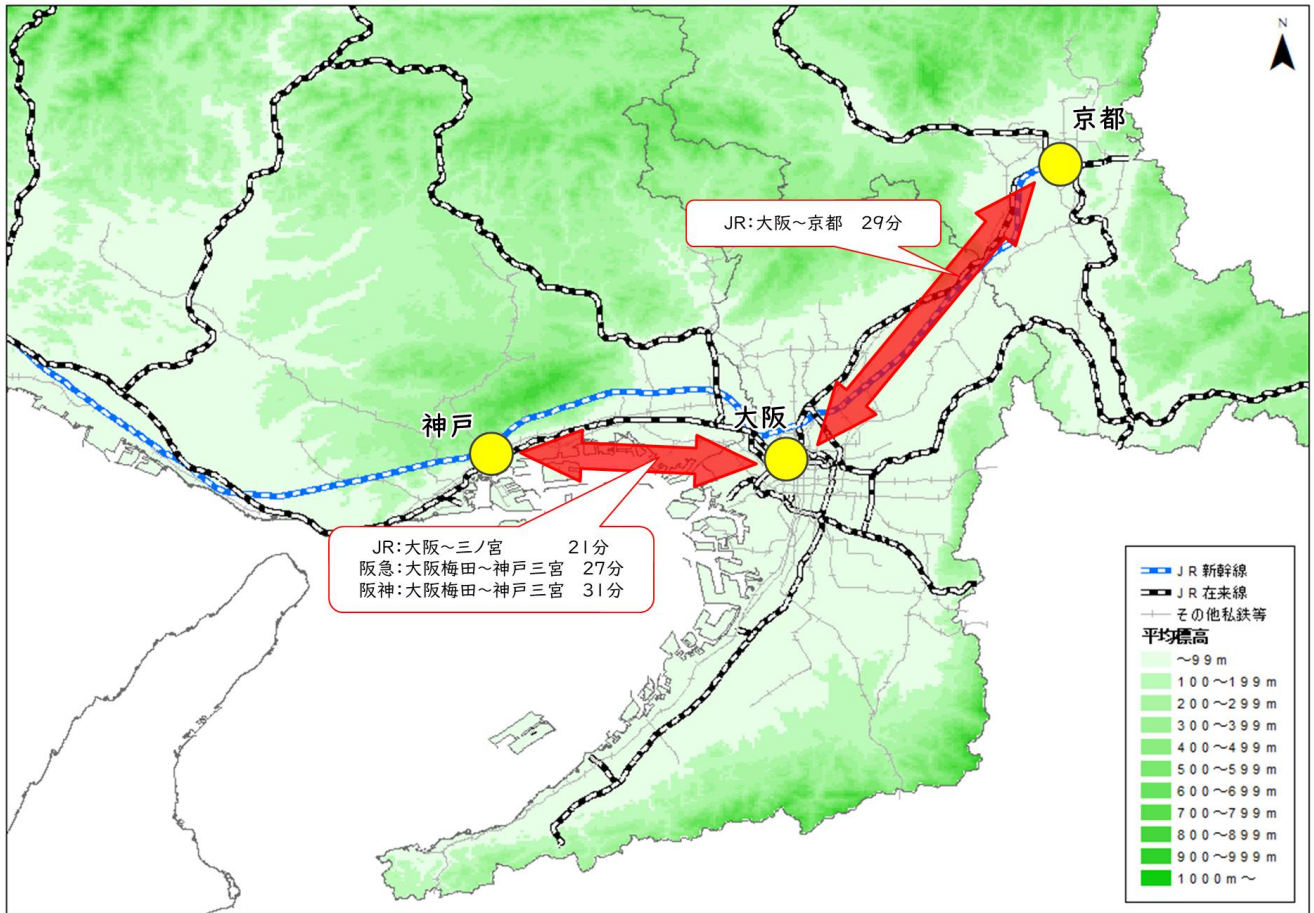 N
京都
JR:大阪～京都 29分
神戸
大阪
JR:大阪～三ノ宮 21分
阪急:大阪梅田～神戸三宮 27分
阪神:大阪梅田～神戸三宮 31分
JR新幹線
JR在来線
その他私鉄等
平均標高
～99m
100～199m
200～299m
300～399m
400～499m
500～599m
600～699m
700～799m
800～899m
900～999m
1000m～